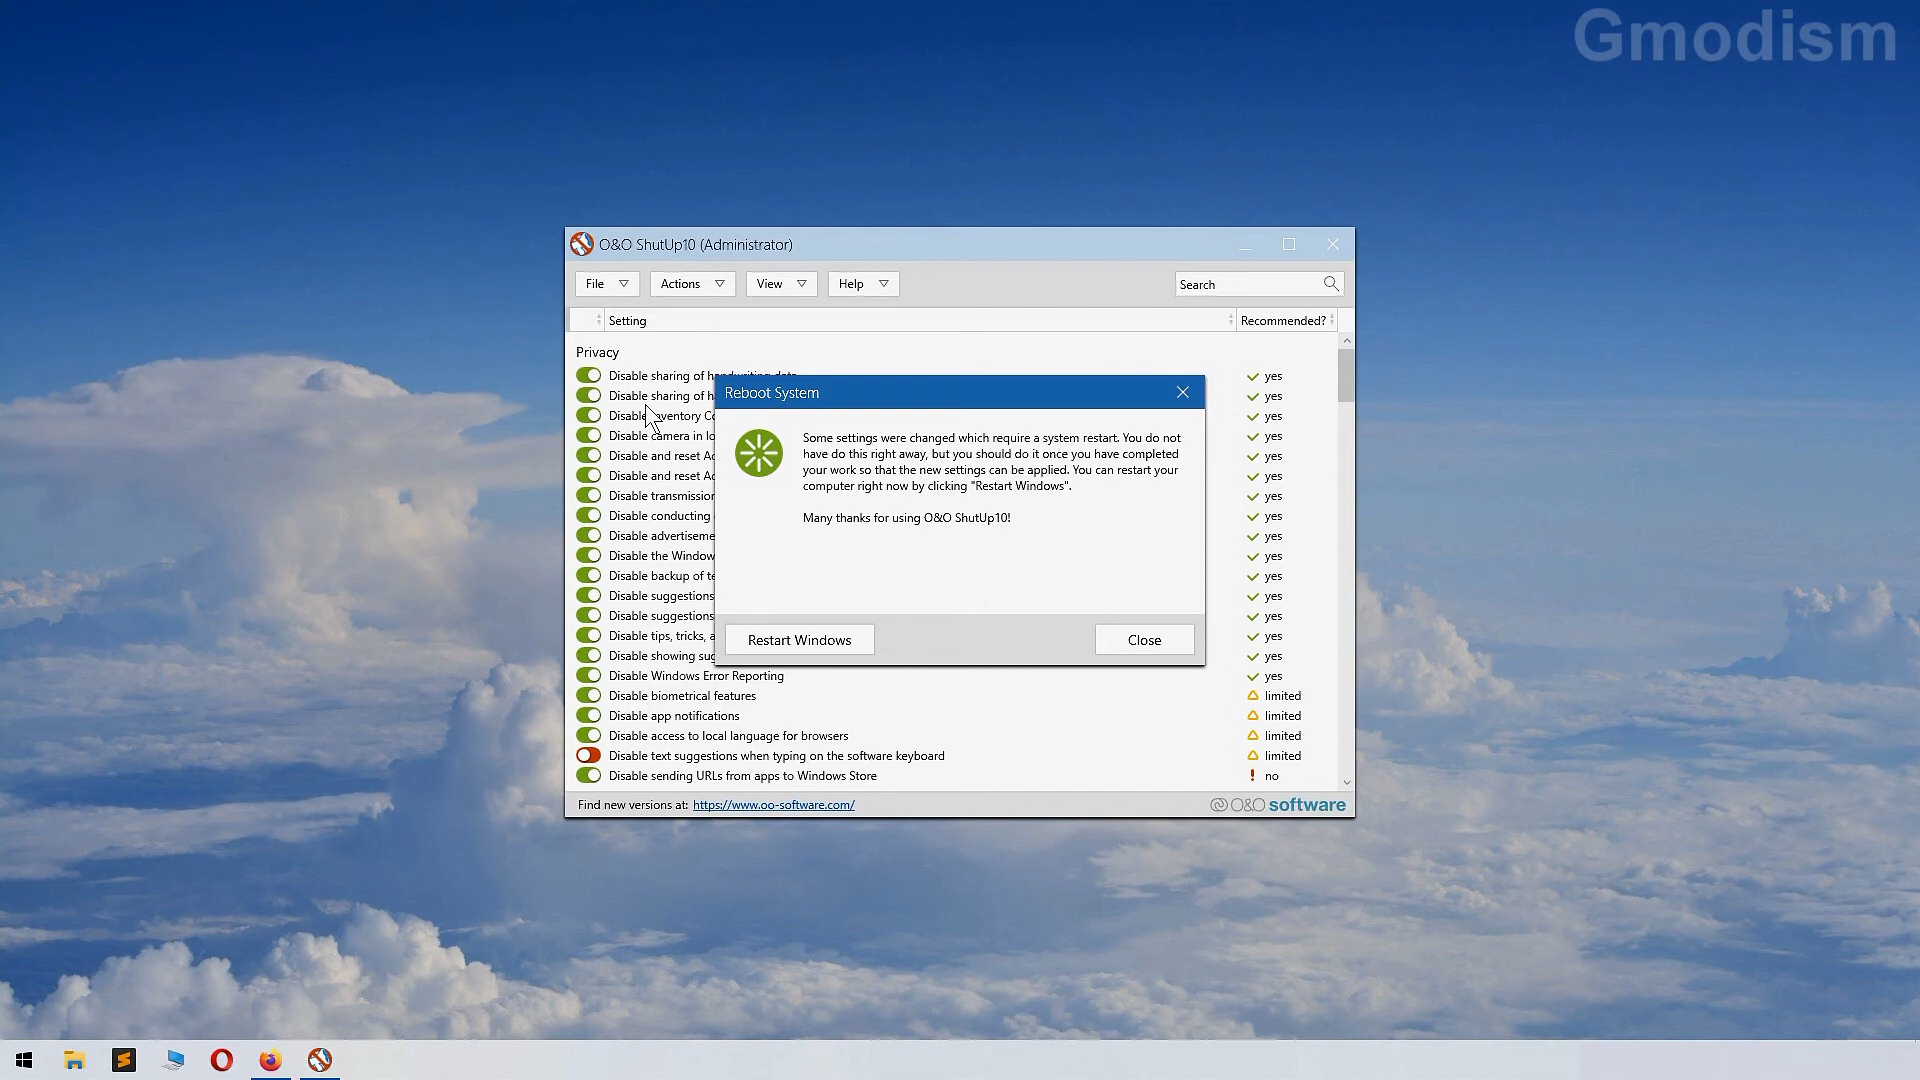 Gmodism
O&O ShutUp10 (Administrator)
File
Actions
View
Help
Search
Setting
Recommended?
Privacy
Disable sharing of handwriting data
yes
Disable sharing of h
yes
Disable inventory Co
yes
Disable camera in lo
yes
Disable and reset Ad
yes
Disable and reset Ad
yes
Disable transmission
yes
Disable conducting
yes
Disable advertiseme
yes
Disable the Window
yes
Disable backup of te
yes
Disable suggestions
yes
Disable suggestions
yes
Disable tips, tricks, a
yes
Disable showing sug
yes
Disable Windows Error Reporting
yes
Disable biometrical features
limited
Disable app notifications
limited
Disable access to local language for browsers
limited
Disable text suggestions when typing on the software keyboard
limited
Disable sending URLs from apps to Windows Store
no
Reboot System
Some settings were changed which require a system restart. You do not
have do this right away, but you should do it once you have completed
your work so that the new settings can be applied. You can restart your
computer right now by clicking "Restart Windows".
Many thanks for using O&O ShutUp10!
Restart Windows
Close
Find new versions at: https://www.oo-software.com/
O&O software